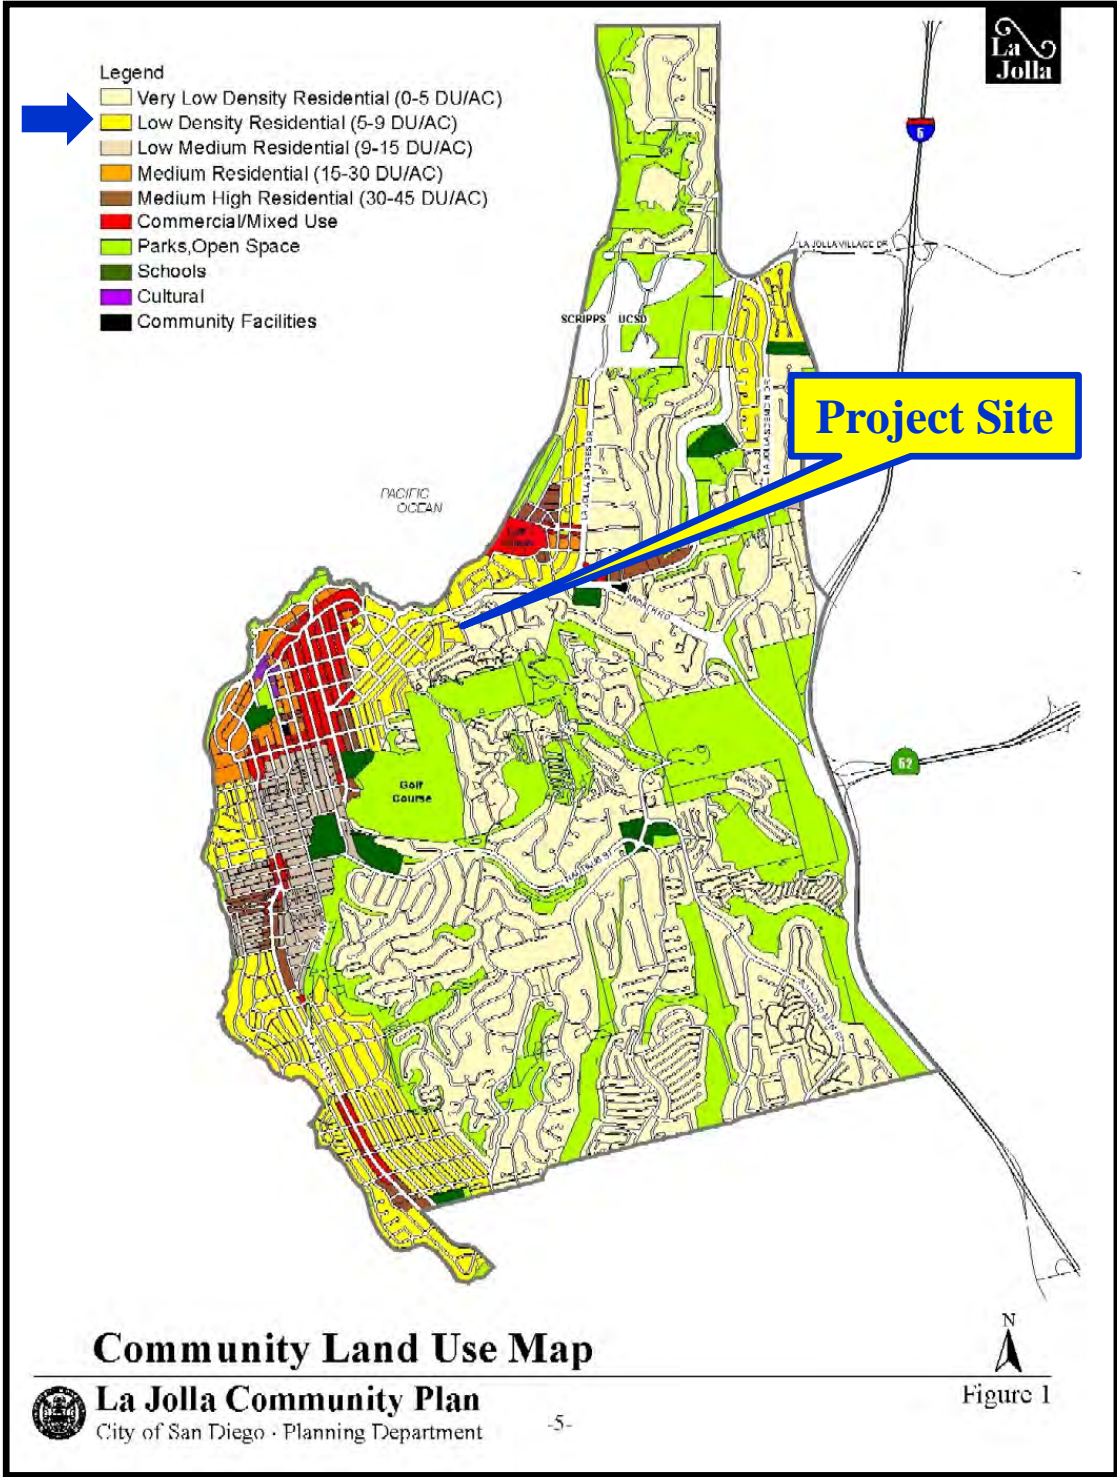 La
Jolla
Legend
Very Low Density Residential (0-5 DU/AC)
Low Density Residential (5-9 DU/AC)
Low Medium Residential (9-15 DU/AC)
Medium Residential (15-30 DU/AC)
Medium High Residential (30-45 DU/AC)
Commercial/Mixed Use
Parks,Open Space
Schools
Cultural
Community Facilities
5
LA JOLLA VILLAGE DR
SCRIPPS UCSD
Project Site
LA JOLLA SHORES DR
PACIFIC
OCEAN
52
Golf
Course
Community Land Use Map
N
La Jolla Community Plan
City of San Diego · Planning Department
-5-
Figure 1